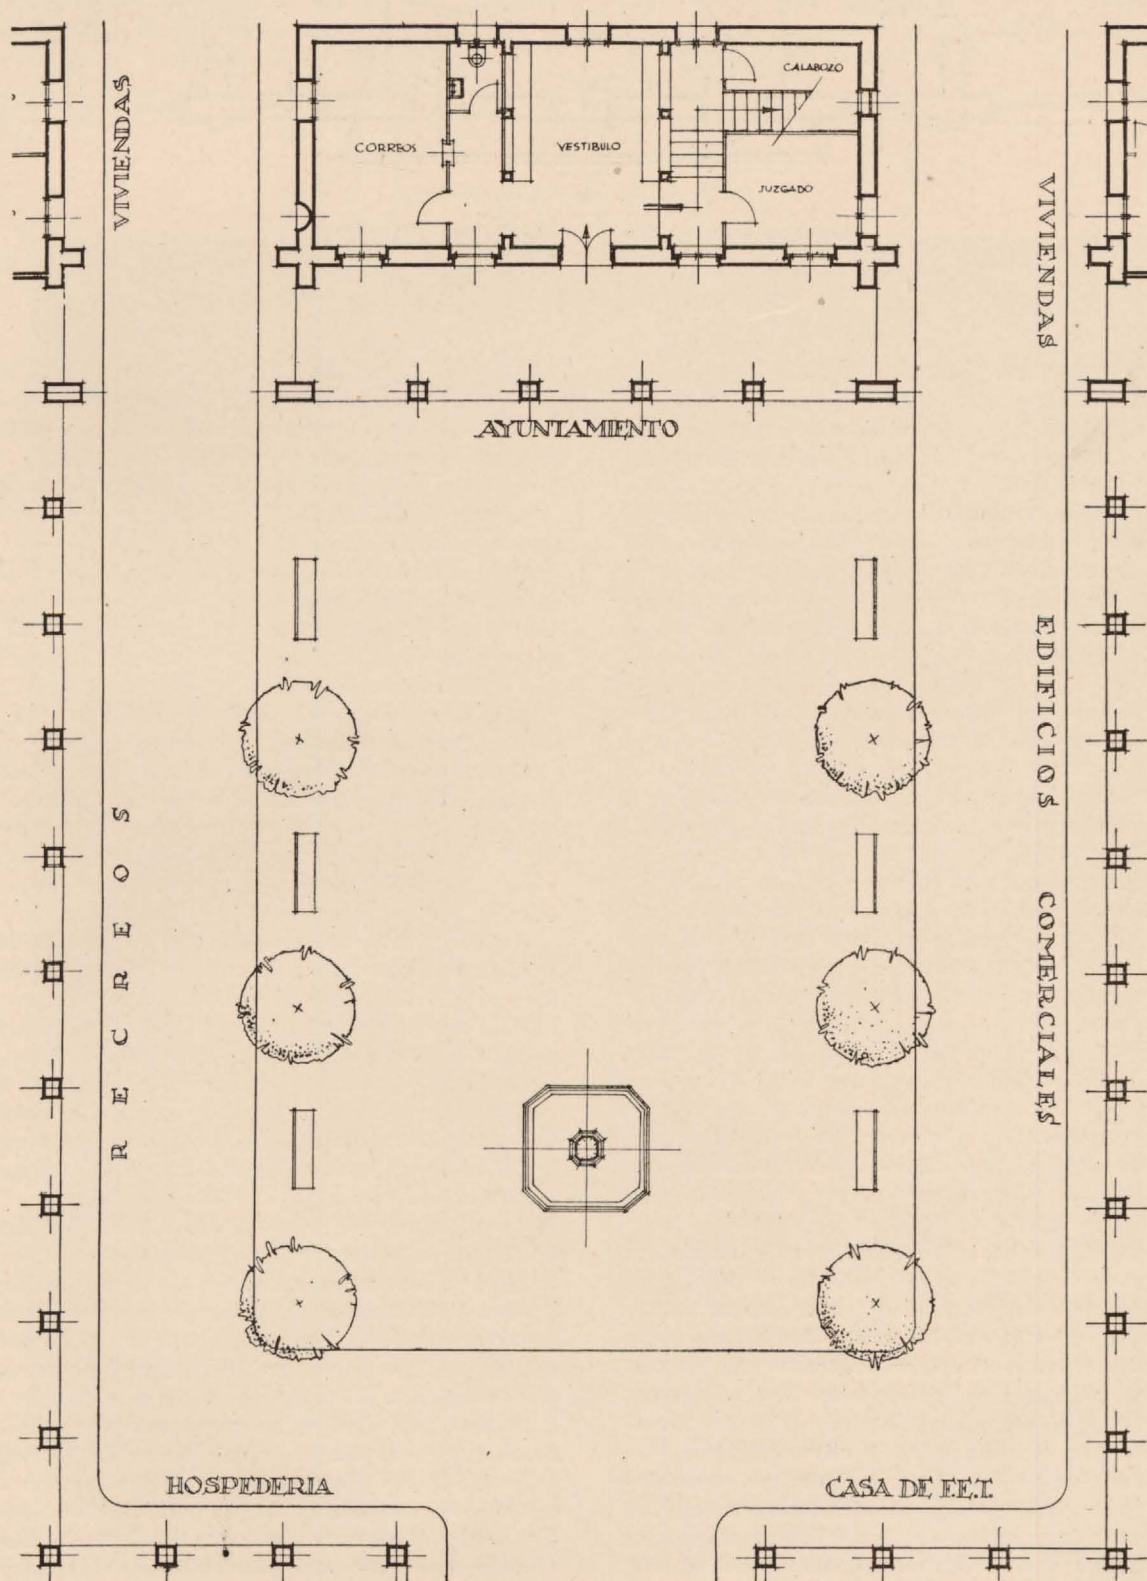 VIVIENDAS
CORREOS
VESTIBULO
CALABOZO
JUZGADO
VIVIENDAS
AYUNTAMIENTO
RECREOS
EDIFICIOS COMERCIALES
HOSPEDERIA
CASA DE F.E.T.